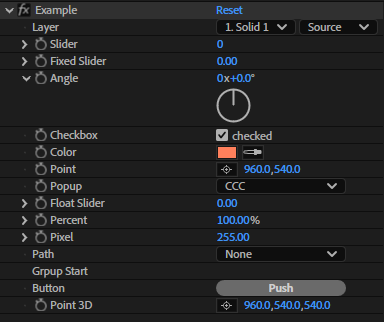 fx Example Reset
Layer 1. Solid 1 Source
Slider 0
Fixed Slider 0.00
Angle 0x+0.0°
Checkbox checked
Color
Point 960.0,540.0
Popup CCC
Float Slider 0.00
Percent 100.00%
Pixel 255.00
Path None
Grpup Start
Button Push
Point 3D 960.0,540.0,540.0